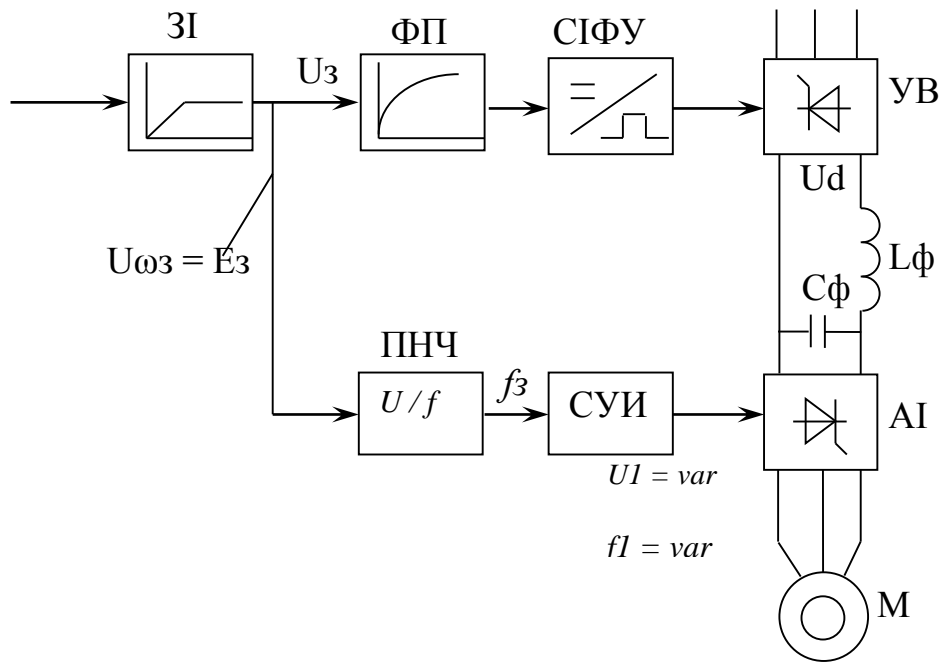 ЗІ
ФП
СІФУ
Uз
УВ
Ud
Uωз = Eз
Lф
Сф
ПНЧ
U / f
fз
СУИ
АІ
U1 = var
f1 = var
М